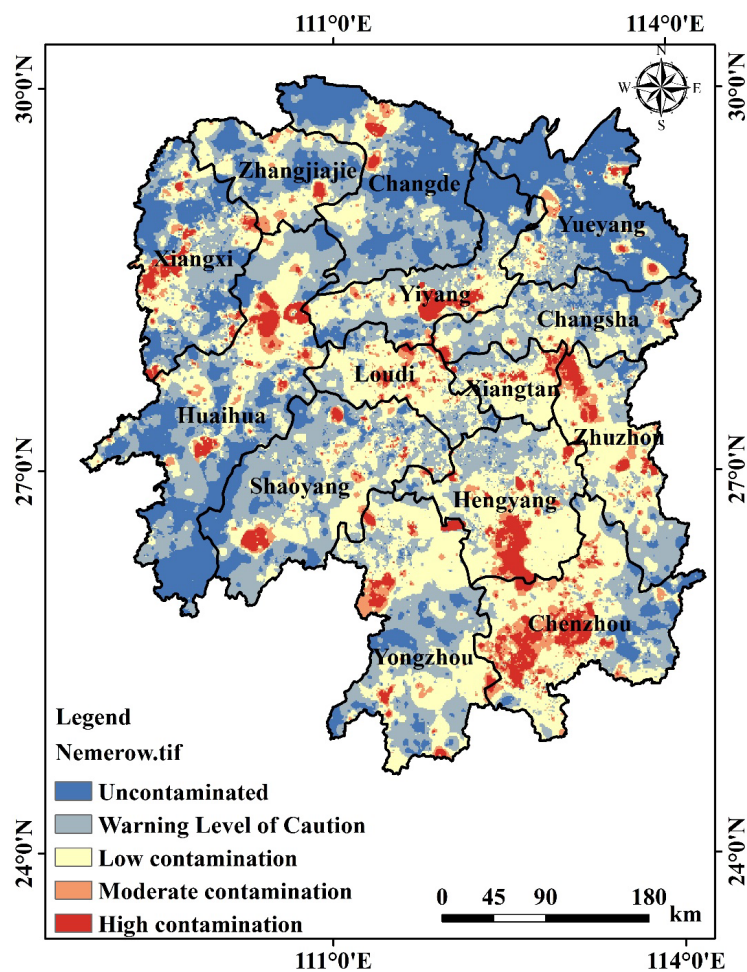 111°0'E
114°0'E
30°0'N
30°0'N
N
W
E
S
Zhangjiajie
Changde
Yueyang
Xiangxi
Yiyang
Changsha
Loudi
Xiangtan
Huaihua
Zhuzhou
27°0'N
27°0'N
Shaoyang
Hengyang
Chenzhou
Yongzhou
Legend
Nemerow.tif
Uncontaminated
Warning Level of Caution
Low contamination
Moderate contamination
High contamination
24°0'N
24°0'N
0 45 90 180
km
111°0'E
114°0'E